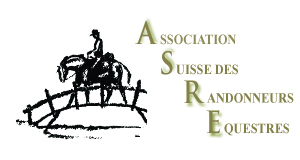 ASSOCIATION
SUISSE DES
RANDONNEURS
EQUESTRES